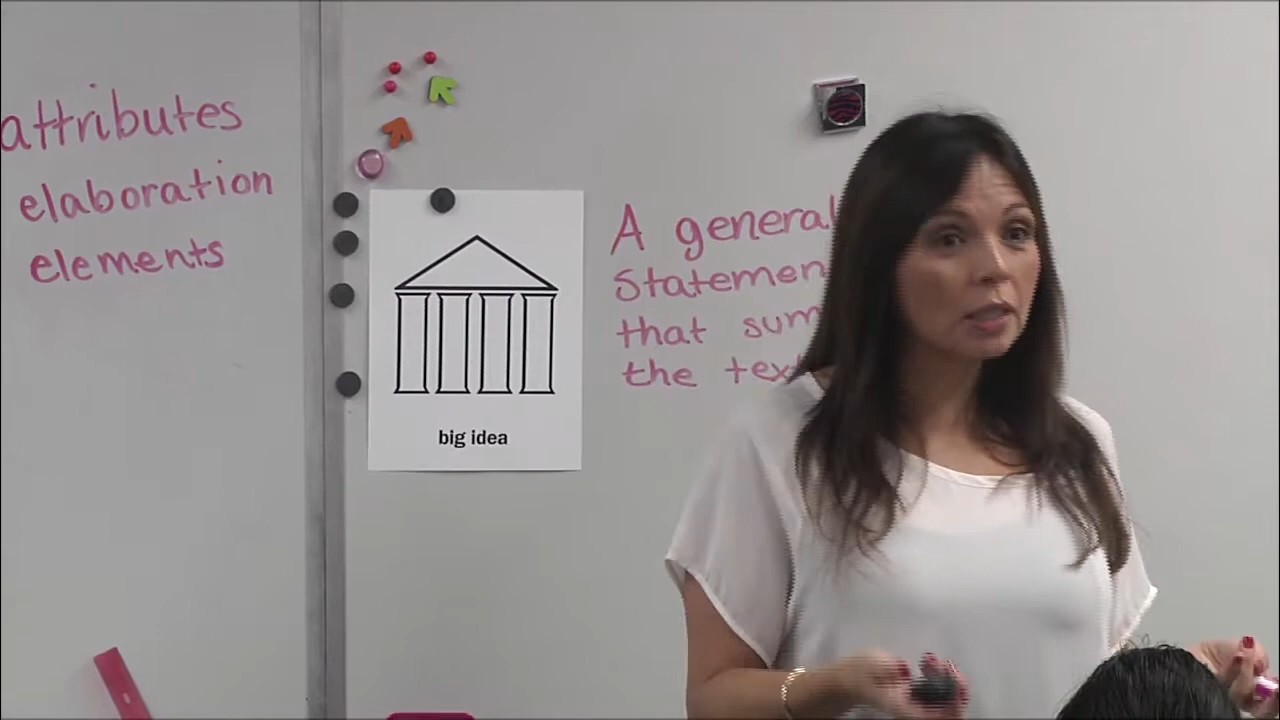 attributes
elaboration
elements
big idea
A general
Statemen
that sum
the tex